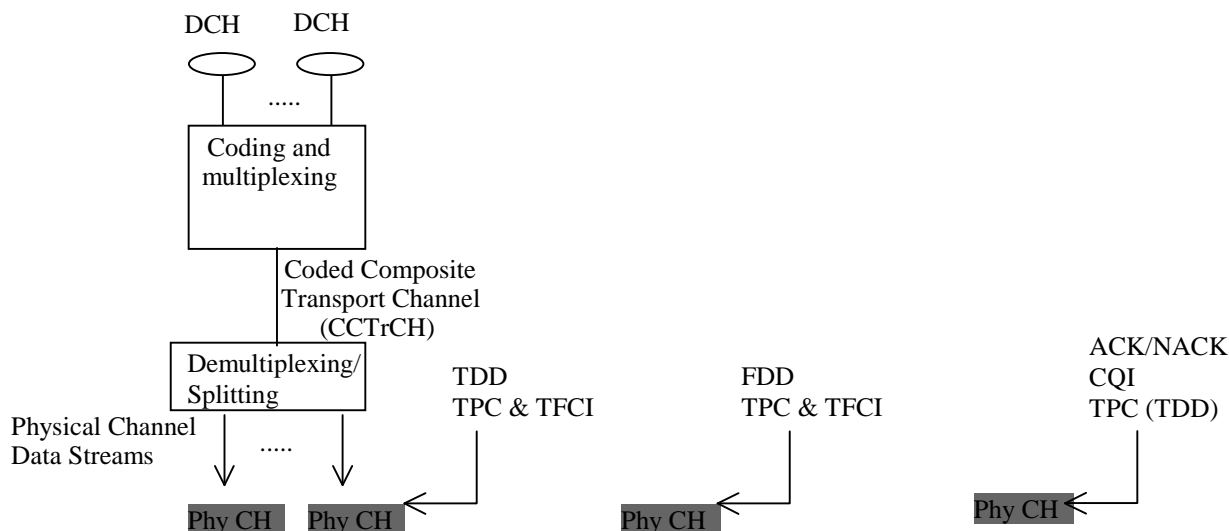 DCH
DCH
.....
Coding and
multiplexing
Coded Composite
Transport Channel
(CCTrCH)
Demultiplexing/
Splitting
Physical Channel
Data Streams
.....
TDD
TPC & TFCI
FDD
TPC & TFCI
ACK/NACK
CQI
TPC (TDD)
Phy CH
Phy CH
Phy CH
Phy CH